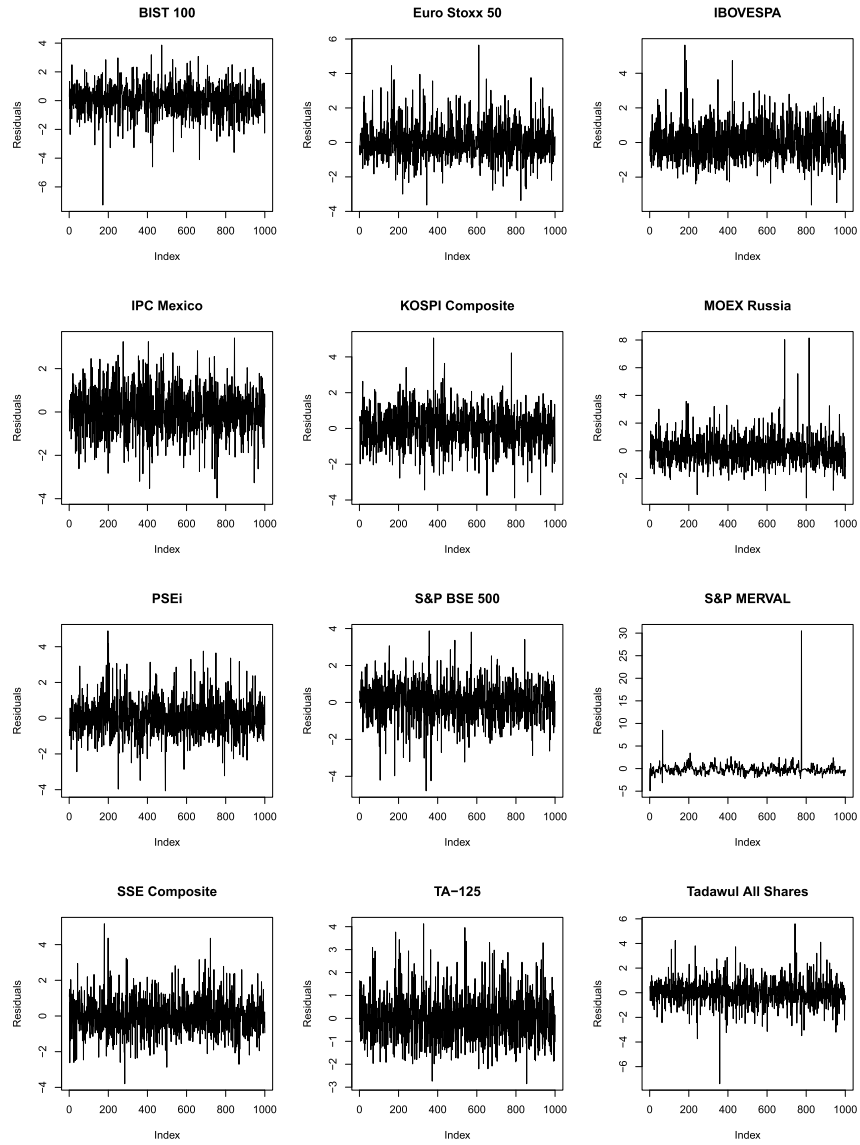 BIST 100
Euro Stoxx 50
IBOVESPA
Residuals
4
2
0
−2
−4
−6
0 200 400 600 800 1000
Index
Residuals
6
4
2
0
−2
−4
0 200 400 600 800 1000
Index
Residuals
4
2
0
−2
0 200 400 600 800 1000
Index
IPC Mexico
KOSPI Composite
MOEX Russia
Residuals
2
0
−2
−4
0 200 400 600 800 1000
Index
Residuals
4
2
0
−2
−4
0 200 400 600 800 1000
Index
Residuals
8
6
4
2
0
−2
0 200 400 600 800 1000
Index
PSEi
S&P BSE 500
S&P MERVAL
Residuals
4
2
0
−2
−4
0 200 400 600 800 1000
Index
Residuals
4
2
0
−2
−4
0 200 400 600 800 1000
Index
Residuals
30
25
20
15
10
5
0
−5
0 200 400 600 800 1000
Index
SSE Composite
TA−125
Tadawul All Shares
Residuals
4
2
0
−2
−4
0 200 400 600 800 1000
Index
Residuals
4
3
2
1
0
−1
−2
−3
0 200 400 600 800 1000
Index
Residuals
6
4
2
0
−2
−4
−6
0 200 400 600 800 1000
Index